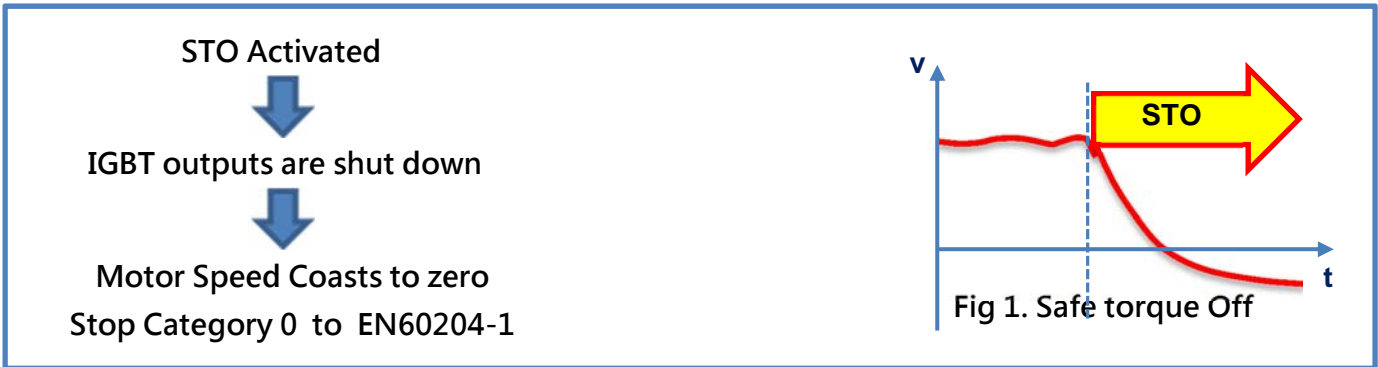 STO Activated
IGBT outputs are shut down
Motor Speed Coasts to zero
Stop Category 0 to EN60204-1
v
STO
t
Fig 1. Safe torque Off